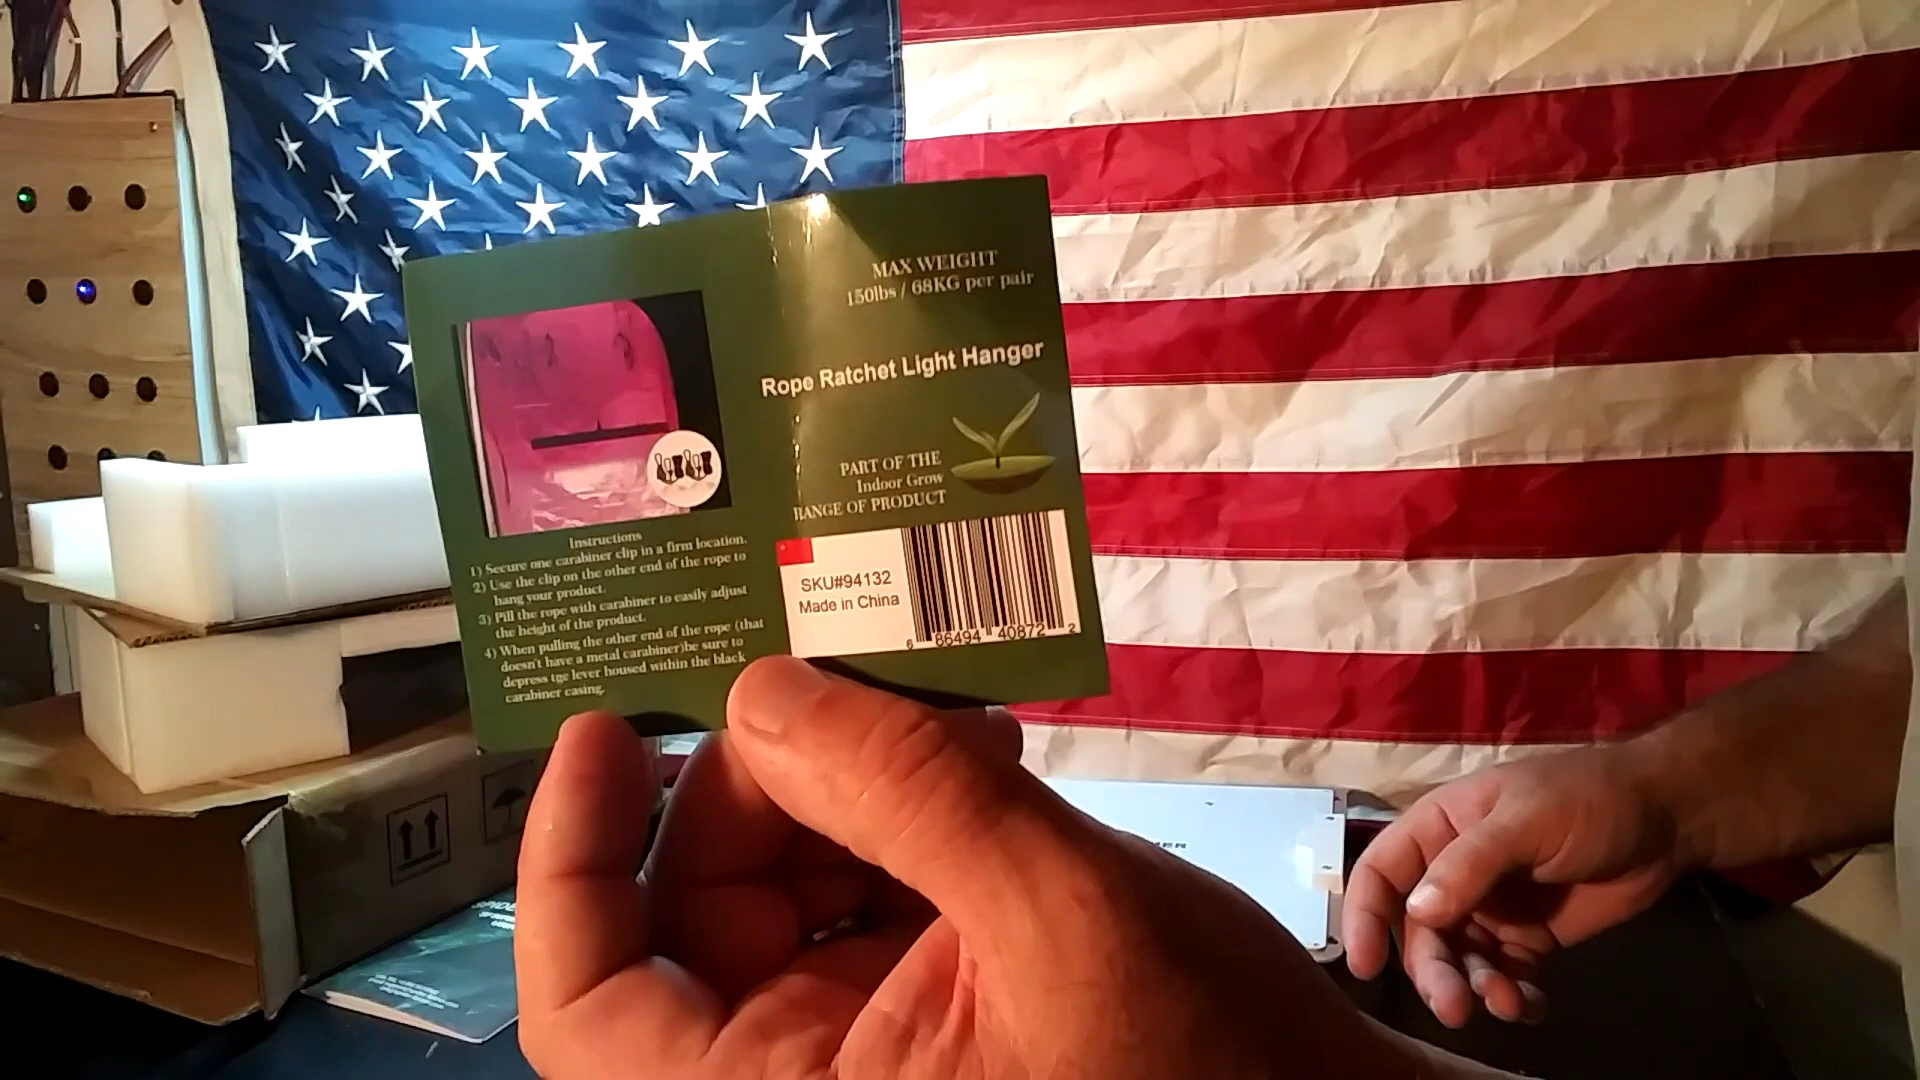 MAX WEIGHT
150lbs / 68KG per pair
Rope Ratchet Light Hanger
PART OF THE
Indoor Grow
RANGE OF PRODUCT
SKU#94132
Made in China
6 86494 40872 2
Instructions
1) Secure one carabiner clip in a firm location.
2) Use the clip on the other end of the rope to
hang your product.
3) Pill the rope with carabiner to easily adjust
the height of the product.
4) When pulling the other end of the rope (that
doesn't have a metal carabiner)be sure to
depress tge lever housed within the black
carabiner casing.